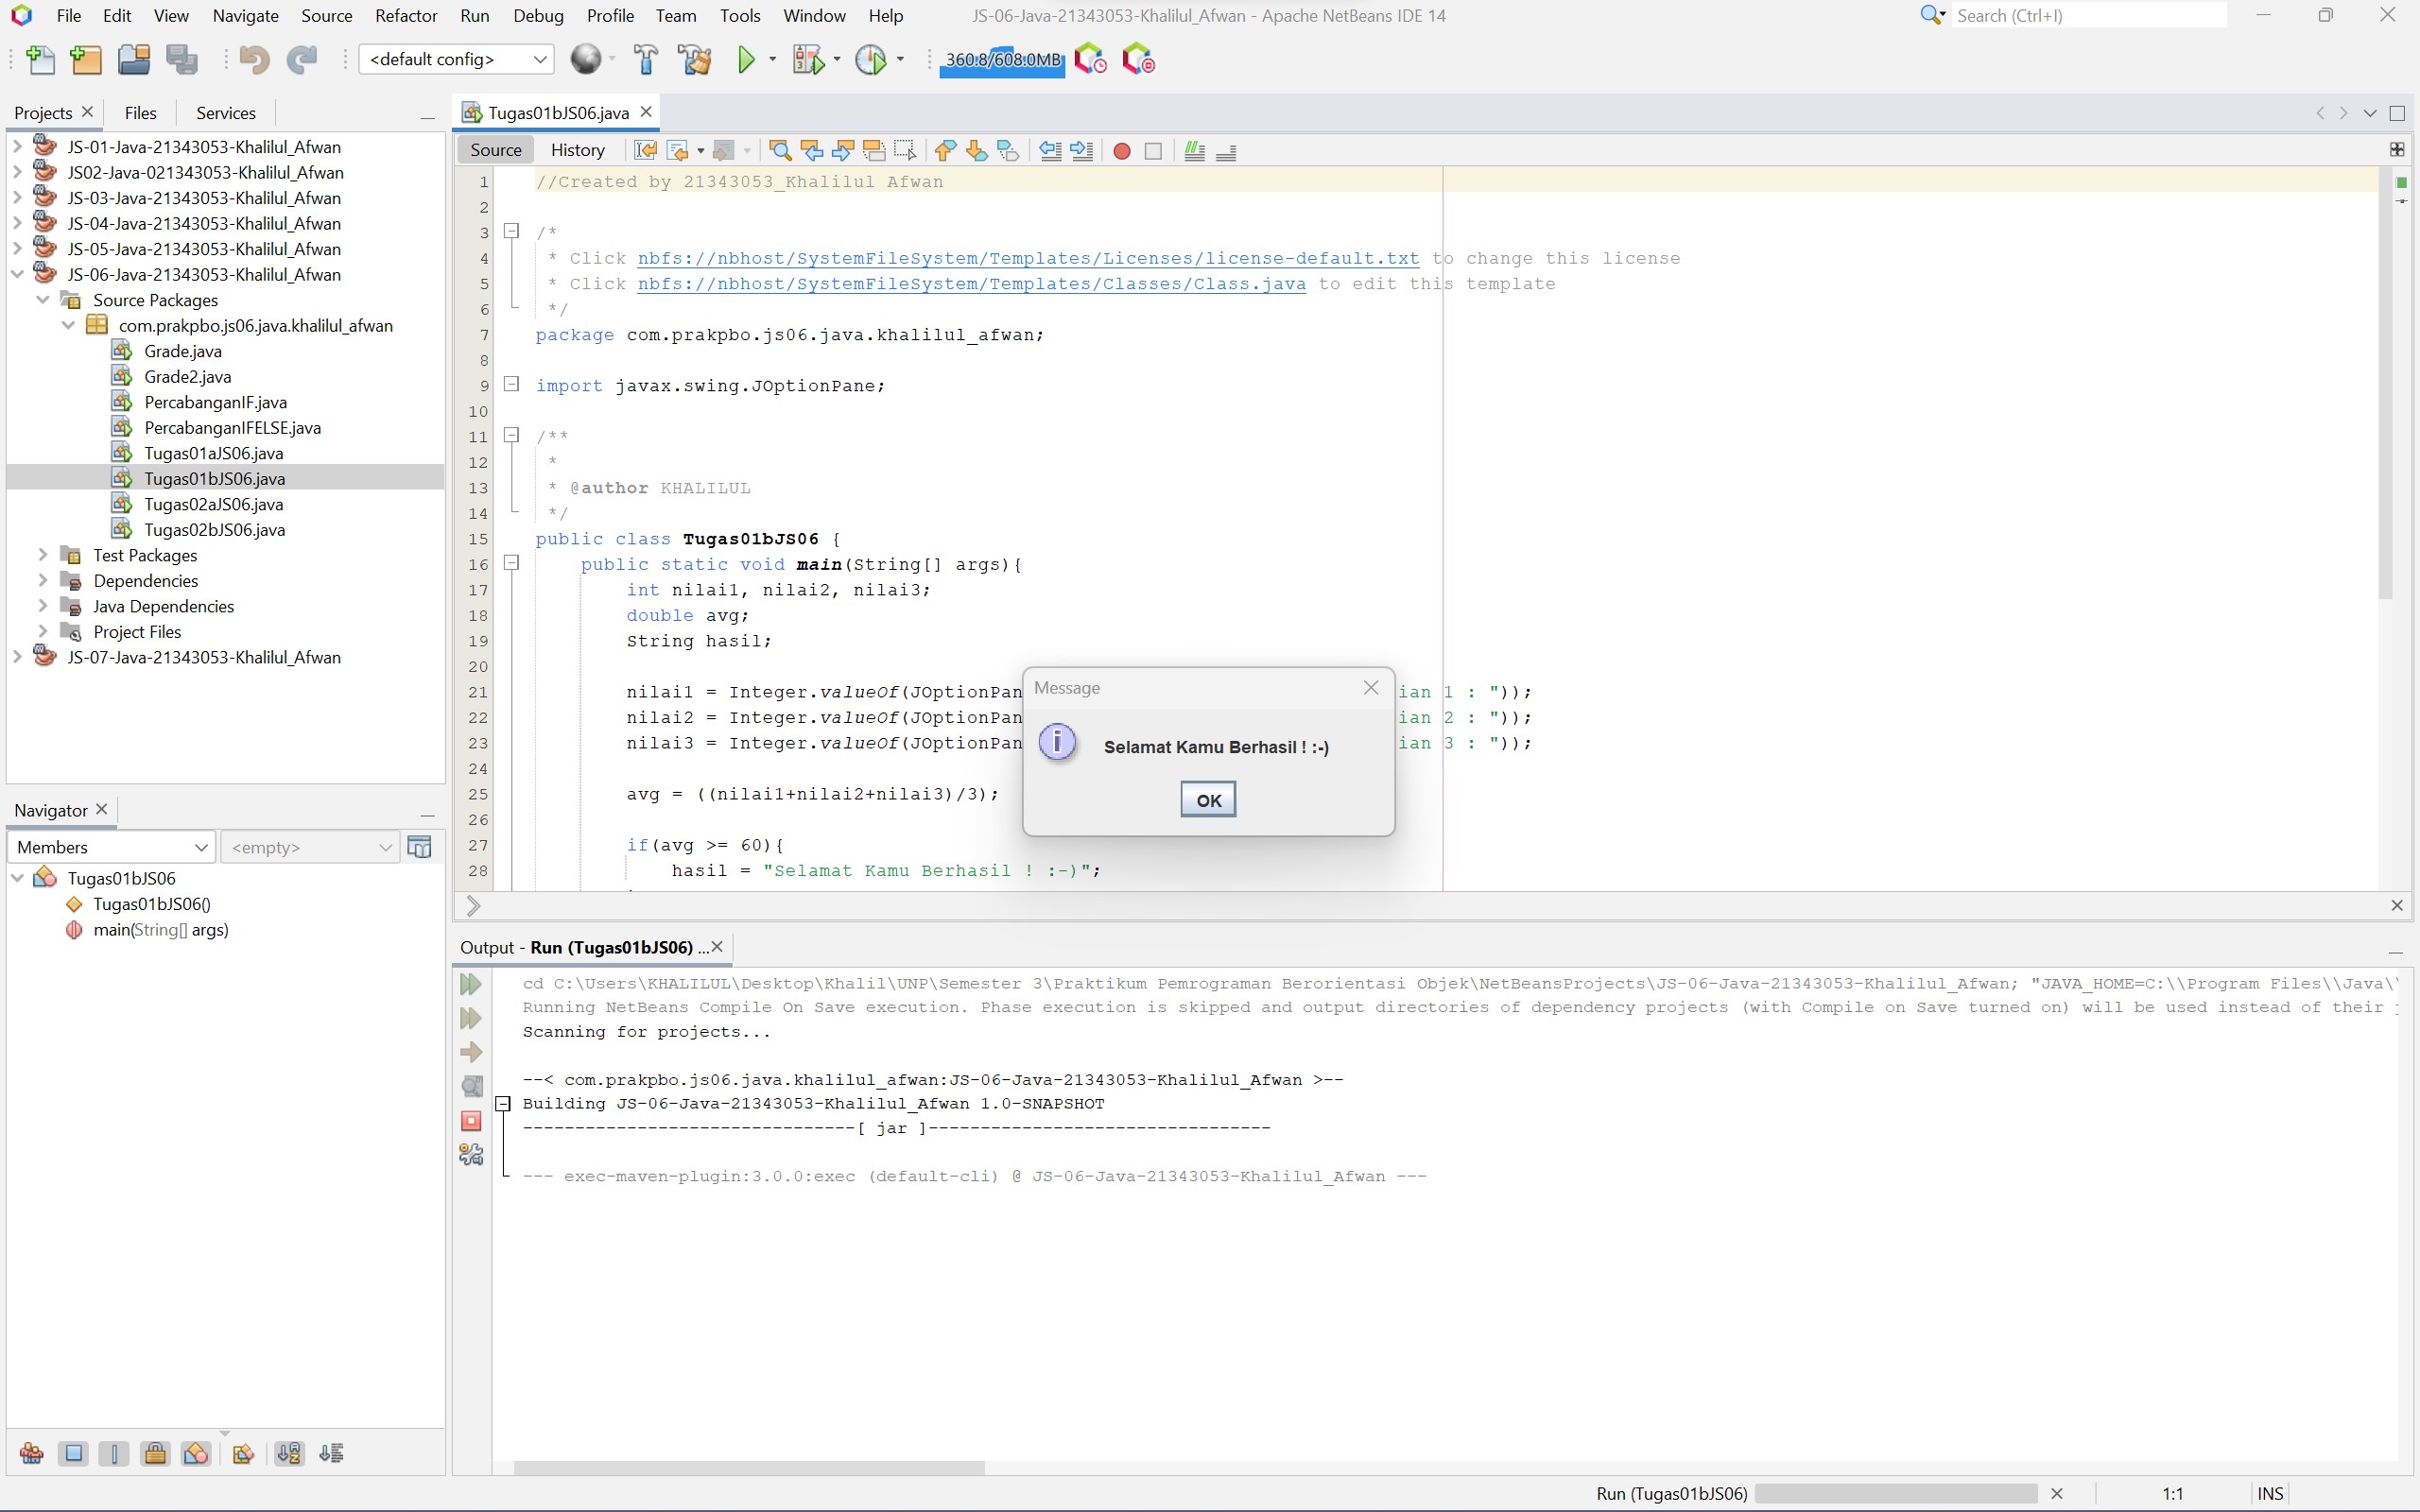 File Edit View Navigate Source Refactor Run Debug Profile Team Tools Window Help
JS-06-Java-21343053-Khalilul_Afwan - Apache NetBeans IDE 14
Search (Ctrl+I)
<default config>
360.8/608.0MB
Projects Files Services
JS-01-Java-21343053-Khalilul_Afwan
JS02-Java-021343053-Khalilul_Afwan
JS-03-Java-21343053-Khalilul_Afwan
JS-04-Java-21343053-Khalilul_Afwan
JS-05-Java-21343053-Khalilul_Afwan
JS-06-Java-21343053-Khalilul_Afwan
Source Packages
com.prakpbo.js06.java.khalilul_afwan
Grade.java
Grade2.java
PercabanganIF.java
PercabanganIFELSE.java
Tugas01aJS06.java
Tugas01bJS06.java
Tugas02aJS06.java
Tugas02bJS06.java
Test Packages
Dependencies
Java Dependencies
Project Files
JS-07-Java-21343053-Khalilul_Afwan
Navigator
Members <empty>
Tugas01bJS06
Tugas01bJS06()
main(String[] args)
Tugas01bJS06.java
Source History
1 //Created by 21343053_Khalilul Afwan
2
3 /*
4 * Click nbfs://nbhost/SystemFileSystem/Templates/Licenses/license-default.txt to change this license
5 * Click nbfs://nbhost/SystemFileSystem/Templates/Classes/Class.java to edit this template
6 */
7 package com.prakpbo.js06.java.khalilul_afwan;
8
9 import javax.swing.JOptionPane;
10
11 /**
12 *
13 * @author KHALILUL
14 */
15 public class Tugas01bJS06 {
16 public static void main(String[] args){
17 int nilai1, nilai2, nilai3;
18 double avg;
19 String hasil;
20
21 nilai1 = Integer.valueOf(JOptionPan ian 1 : "));
22 nilai2 = Integer.valueOf(JOptionPan ian 2 : "));
23 nilai3 = Integer.valueOf(JOptionPan ian 3 : "));
24
25 avg = ((nilai1+nilai2+nilai3)/3);
26
27 if(avg >= 60){
28 hasil = "Selamat Kamu Berhasil ! :-)";
Message
Selamat Kamu Berhasil ! :-)
OK
Output - Run (Tugas01bJS06) ...
cd C:\Users\KHALILUL\Desktop\Khalil\UNP\Semester 3\Praktikum Pemrograman Berorientasi Objek\NetBeansProjects\JS-06-Java-21343053-Khalilul_Afwan; "JAVA_HOME=C:\\Program Files\\Java\
Running NetBeans Compile On Save execution. Phase execution is skipped and output directories of dependency projects (with Compile on Save turned on) will be used instead of their
Scanning for projects...
--< com.prakpbo.js06.java.khalilul_afwan:JS-06-Java-21343053-Khalilul_Afwan >--
Building JS-06-Java-21343053-Khalilul_Afwan 1.0-SNAPSHOT
--------------------------------[ jar ]---------------------------------
--- exec-maven-plugin:3.0.0:exec (default-cli) @ JS-06-Java-21343053-Khalilul_Afwan ---
Run (Tugas01bJS06) 1:1 INS